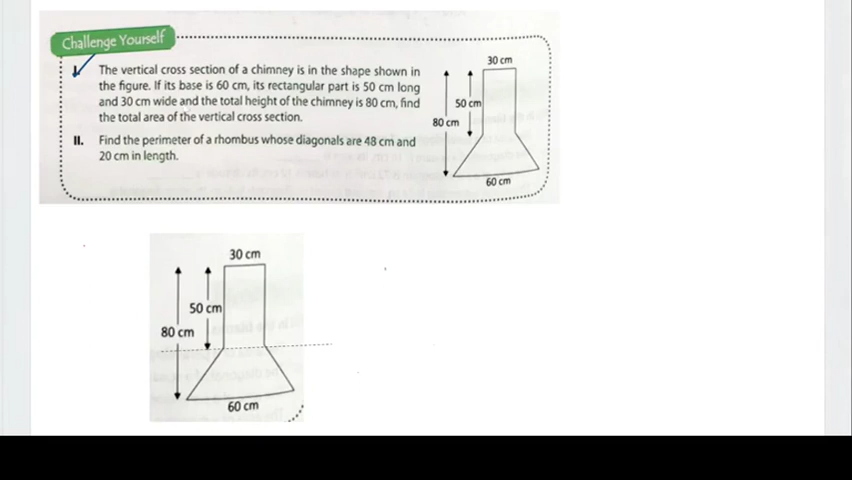 Challenge Yourself
I. The vertical cross section of a chimney is in the shape shown in
the figure. If its base is 60 cm, its rectangular part is 50 cm long
and 30 cm wide and the total height of the chimney is 80 cm, find
the total area of the vertical cross section.
II. Find the perimeter of a rhombus whose diagonals are 48 cm and
20 cm in length.
30 cm
50 cm
80 cm
60 cm
30 cm
50 cm
80 cm
60 cm